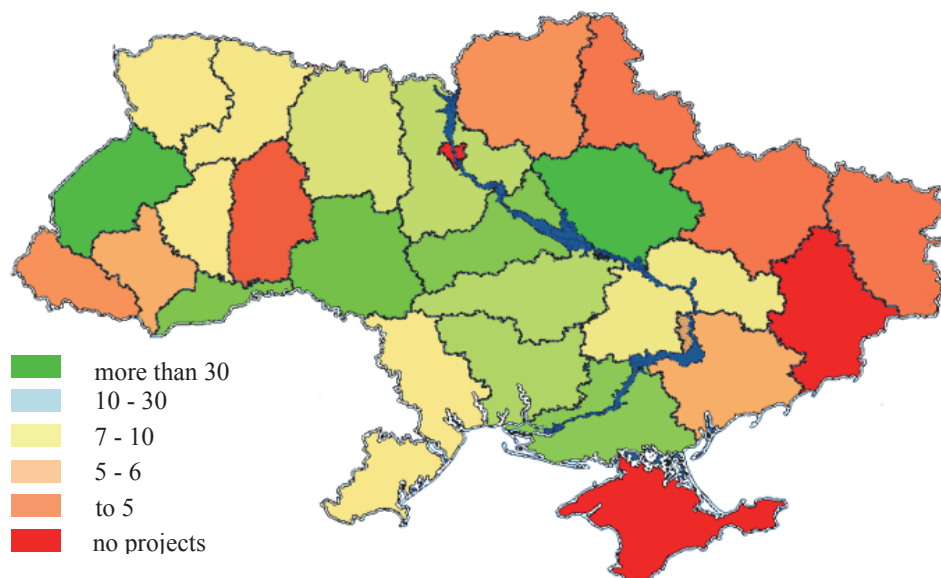 more than 30
10 - 30
7 - 10
5 - 6
to 5
no projects